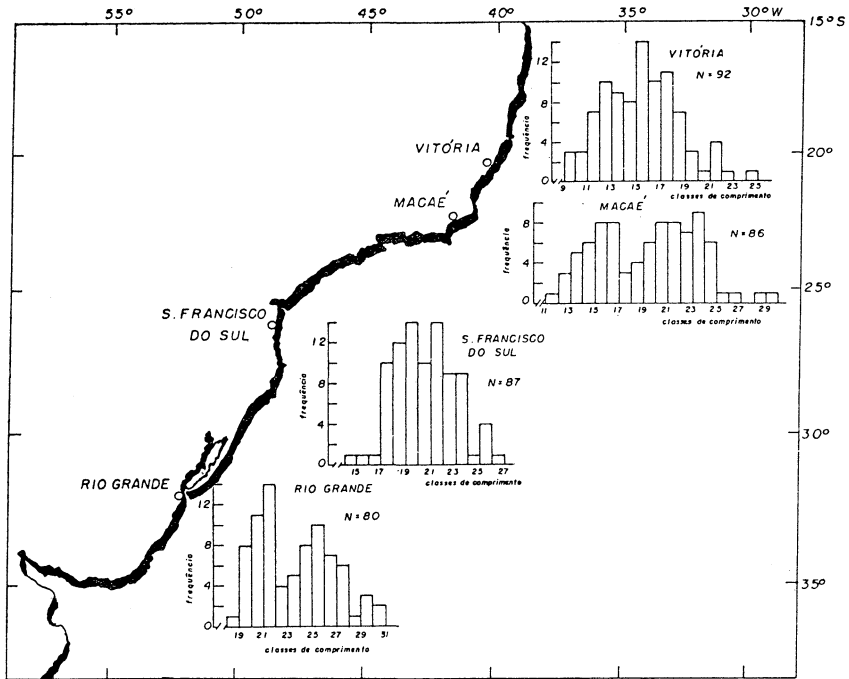 55° 50° 45° 40° 35° 30°W 15°S
20°
25°
30°
35°
VITÓRIA
MACAÉ
S. FRANCISCO
DO SUL
RIO GRANDE
VITÓRIA
N = 92
frequência
12
8
4
0
9 11 13 15 17 19 21 23 25
classes de comprimento
MACAÉ
N = 86
frequência
8
4
0
11 13 15 17 19 21 23 25 27 29
classes de comprimento
S. FRANCISCO
DO SUL
N = 87
frequência
12
8
4
0
15 17 19 21 23 25 27
classes de comprimento
RIO GRANDE
N = 80
frequência
12
8
4
0
19 21 23 25 27 29 31
classes de comprimento